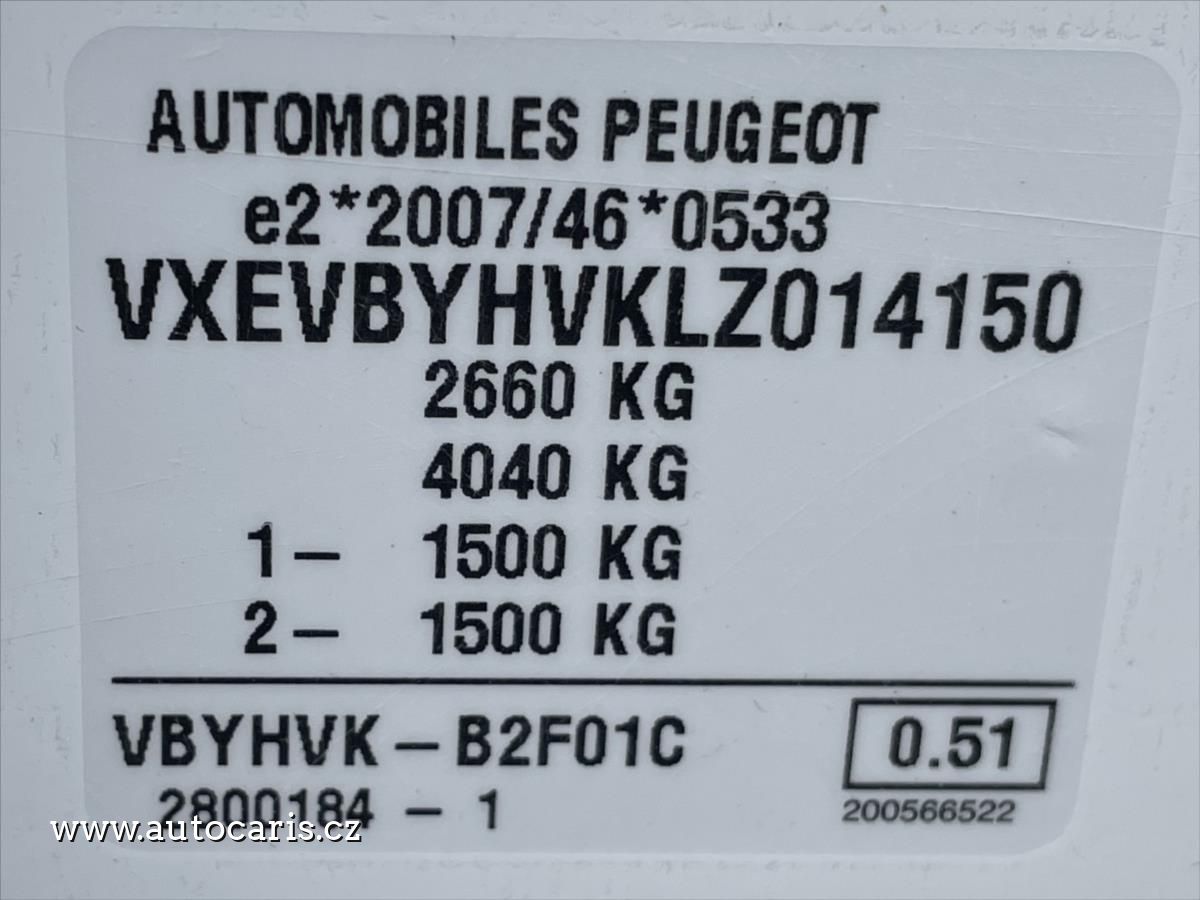 AUTOMOBILES PEUGEOT
e2*2007/46*0533
VXEVBYHVKLZ014150
2660 KG
4040 KG
1– 1500 KG
2– 1500 KG
VBYHVK – B2F01C
0.51
2800184 – 1
200566522
www.autocaris.cz